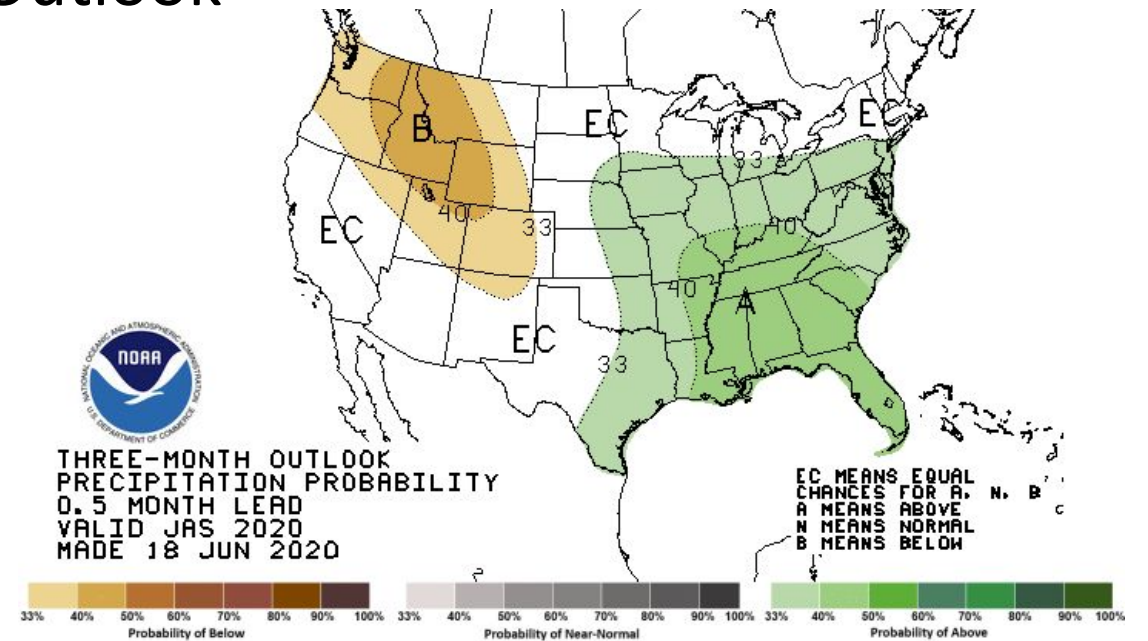 Outlook
B
EC
EC
33
40
33
40
EC
40
A
EC
33
NATIONAL OCEANIC AND ATMOSPHERIC ADMINISTRATION
NOAA
U.S. DEPARTMENT OF COMMERCE
THREE-MONTH OUTLOOK
PRECIPITATION PROBABILITY
0.5 MONTH LEAD
VALID JAS 2020
MADE 18 JUN 2020
EC MEANS EQUAL
CHANCES FOR A, N, B
A MEANS ABOVE
N MEANS NORMAL
B MEANS BELOW
33% 40% 50% 60% 70% 80% 90% 100%
Probability of Below
33% 40% 50% 60% 70% 80% 90% 100%
Probability of Near-Normal
33% 40% 50% 60% 70% 80% 90% 100%
Probability of Above